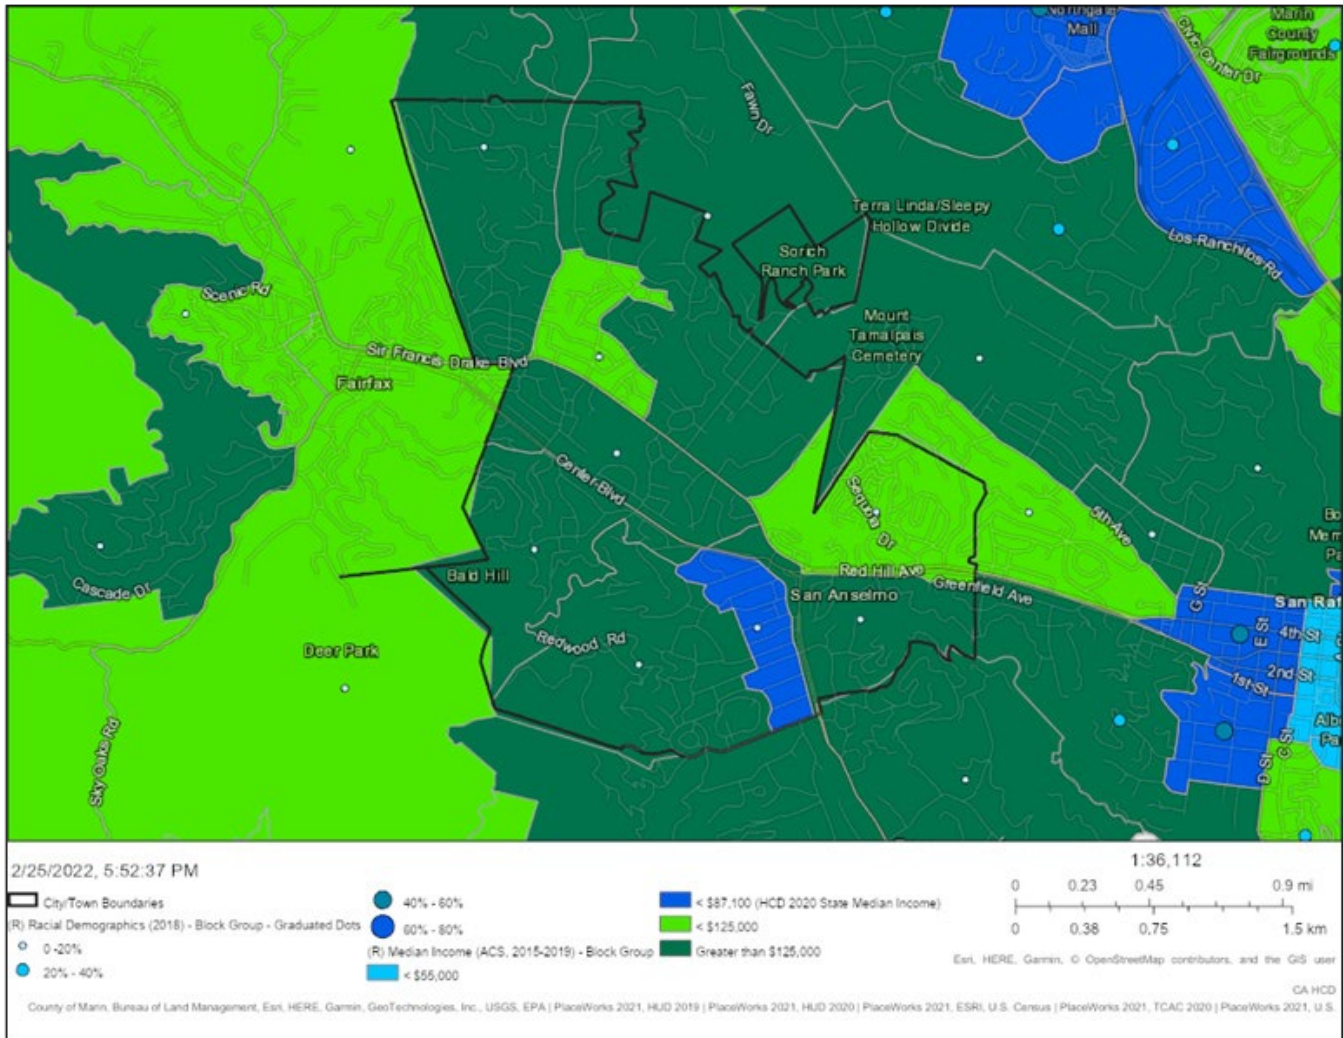 Northgate
Mall
Marin
County
Fairgrounds
Civic Center Dr
Fawn Dr
Terra Linda/Sleepy
Hollow Divide
Los Ranchitos Rd
Sorich
Ranch Park
Scenic Rd
Mount
Tamalpais
Cemetery
Sir Francis Drake Blvd
Fairfax
Center Blvd
Sequoia Dr
5th Ave
Bo
Mem
Pa
Cascade Dr
Bald Hill
Red Hill Ave
Greenfield Ave
San Anselmo
G St
San Raf
E St
4th St
Redwood Rd
Deer Park
2nd St
1st St
Sky Oaks Rd
Alb
Pa
D St
C St
2/25/2022, 5:52:37 PM
1:36,112
City/Town Boundaries
(R) Racial Demographics (2018) - Block Group - Graduated Dots
0 -20%
20% - 40%
40% - 60%
60% - 80%
(R) Median Income (ACS, 2015-2019) - Block Group
< $55,000
< $87,100 (HCD 2020 State Median Income)
< $125,000
Greater than $125,000
0 0.23 0.45 0.9 mi
0 0.38 0.75 1.5 km
Esri, HERE, Garmin, © OpenStreetMap contributors, and the GIS user
CA HCD
County of Marin, Bureau of Land Management, Esri, HERE, Garmin, GeoTechnologies, Inc., USGS, EPA | PlaceWorks 2021, HUD 2019 | PlaceWorks 2021, HUD 2020 | PlaceWorks 2021, ESRI, U.S. Census | PlaceWorks 2021, TCAC 2020 | PlaceWorks 2021, U.S.